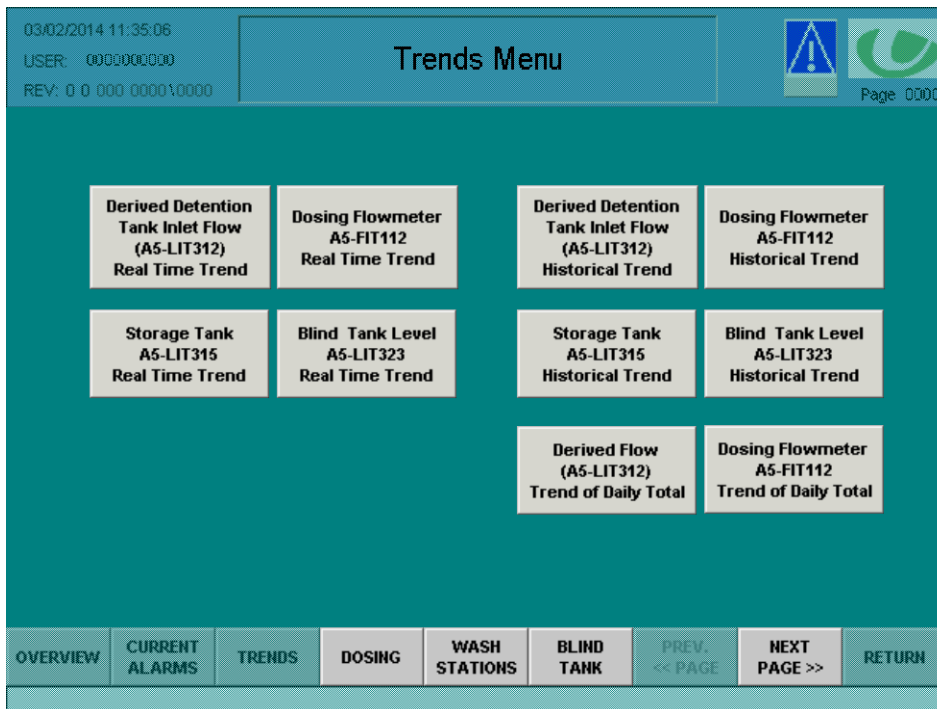 03/02/2014 11:35:06
USER: 0000000000
REV: 0 0 000 0000\0000
Trends Menu
Page 0000
Derived Detention
Tank Inlet Flow
(A5-LIT312)
Real Time Trend
Dosing Flowmeter
A5-FIT112
Real Time Trend
Derived Detention
Tank Inlet Flow
(A5-LIT312)
Historical Trend
Dosing Flowmeter
A5-FIT112
Historical Trend
Storage Tank
A5-LIT315
Real Time Trend
Blind Tank Level
A5-LIT323
Real Time Trend
Storage Tank
A5-LIT315
Historical Trend
Blind Tank Level
A5-LIT323
Historical Trend
Derived Flow
(A5-LIT312)
Trend of Daily Total
Dosing Flowmeter
A5-FIT112
Trend of Daily Total
OVERVIEW
CURRENT
ALARMS
TRENDS
DOSING
WASH
STATIONS
BLIND
TANK
PREV.
<< PAGE
NEXT
PAGE >>
RETURN